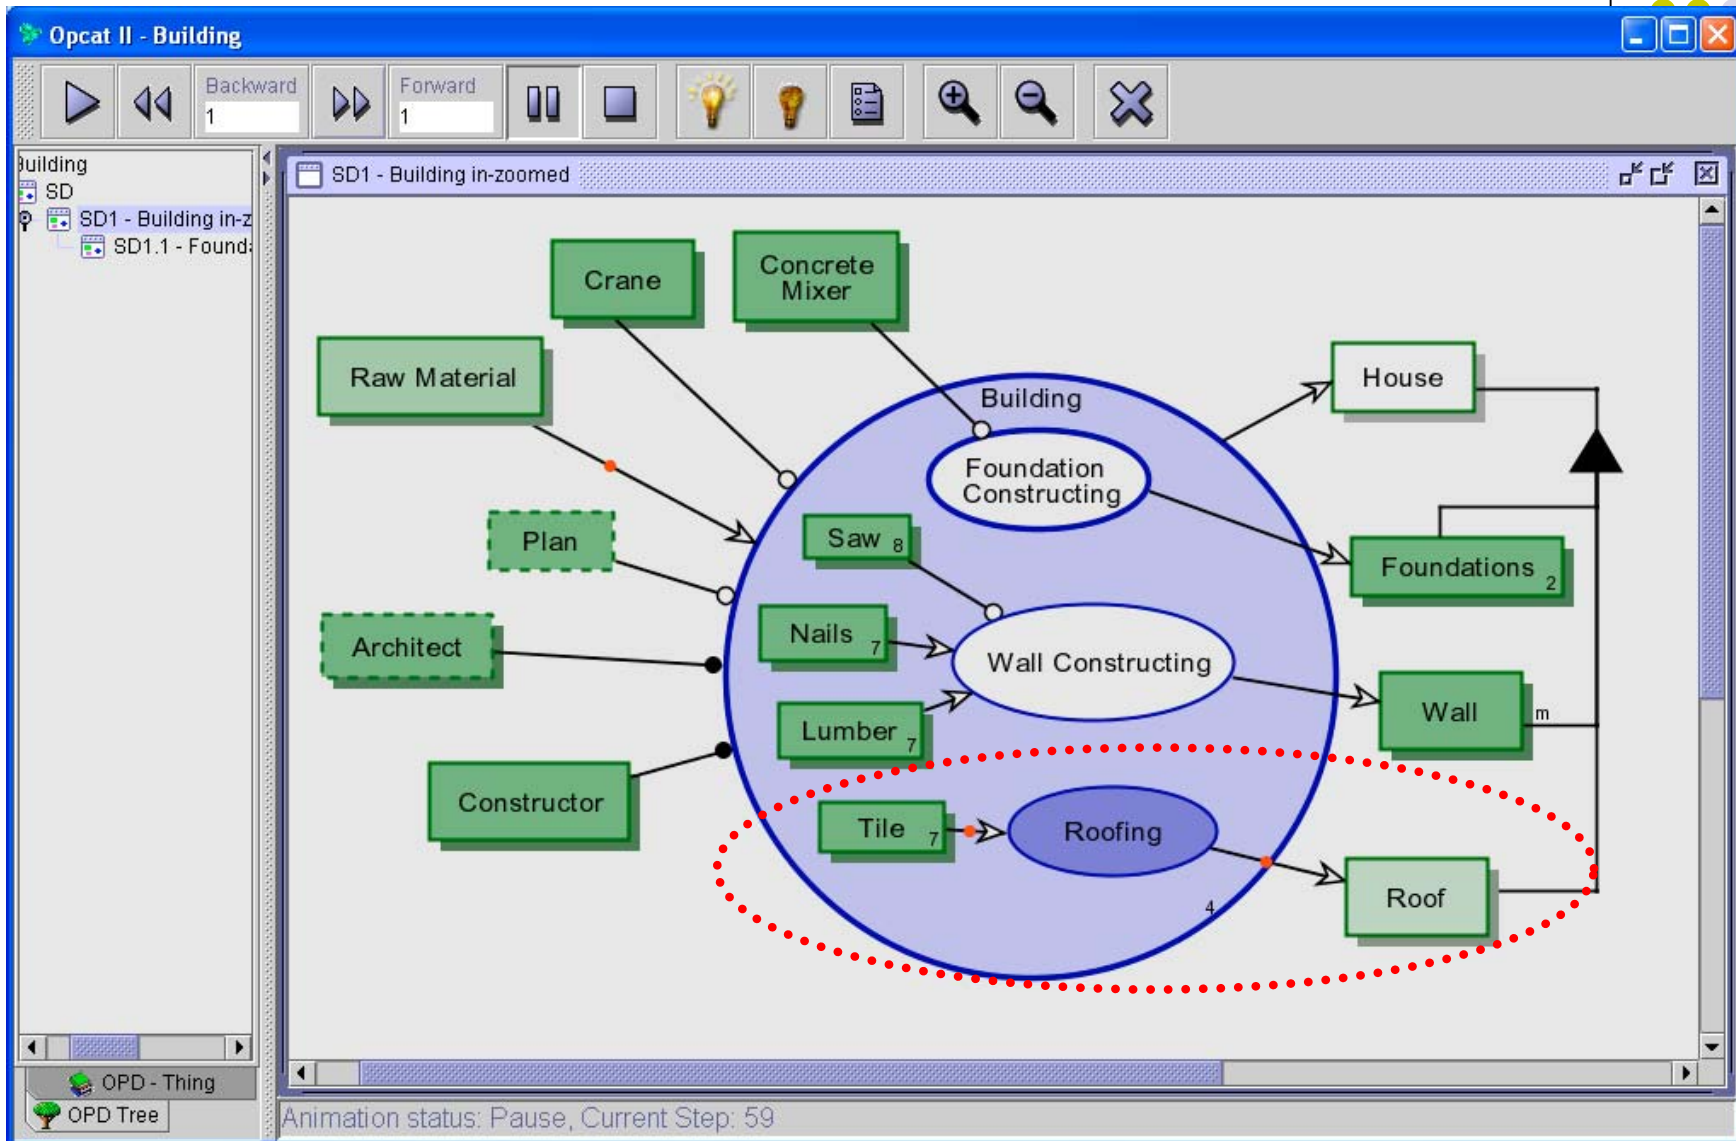 Opcat II - Building
Backward
1
Forward
1
Building
SD
SD1 - Building in-z
SD1.1 - Founda
SD1 - Building in-zoomed
Crane
Concrete
Mixer
Raw Material
House
Building
Foundation
Constructing
Plan
Saw 8
Foundations 2
Architect
Nails 7
Wall Constructing
Lumber 7
Wall
m
Constructor
Tile 7
Roofing
Roof
4
OPD - Thing
OPD Tree
Animation status: Pause, Current Step: 59